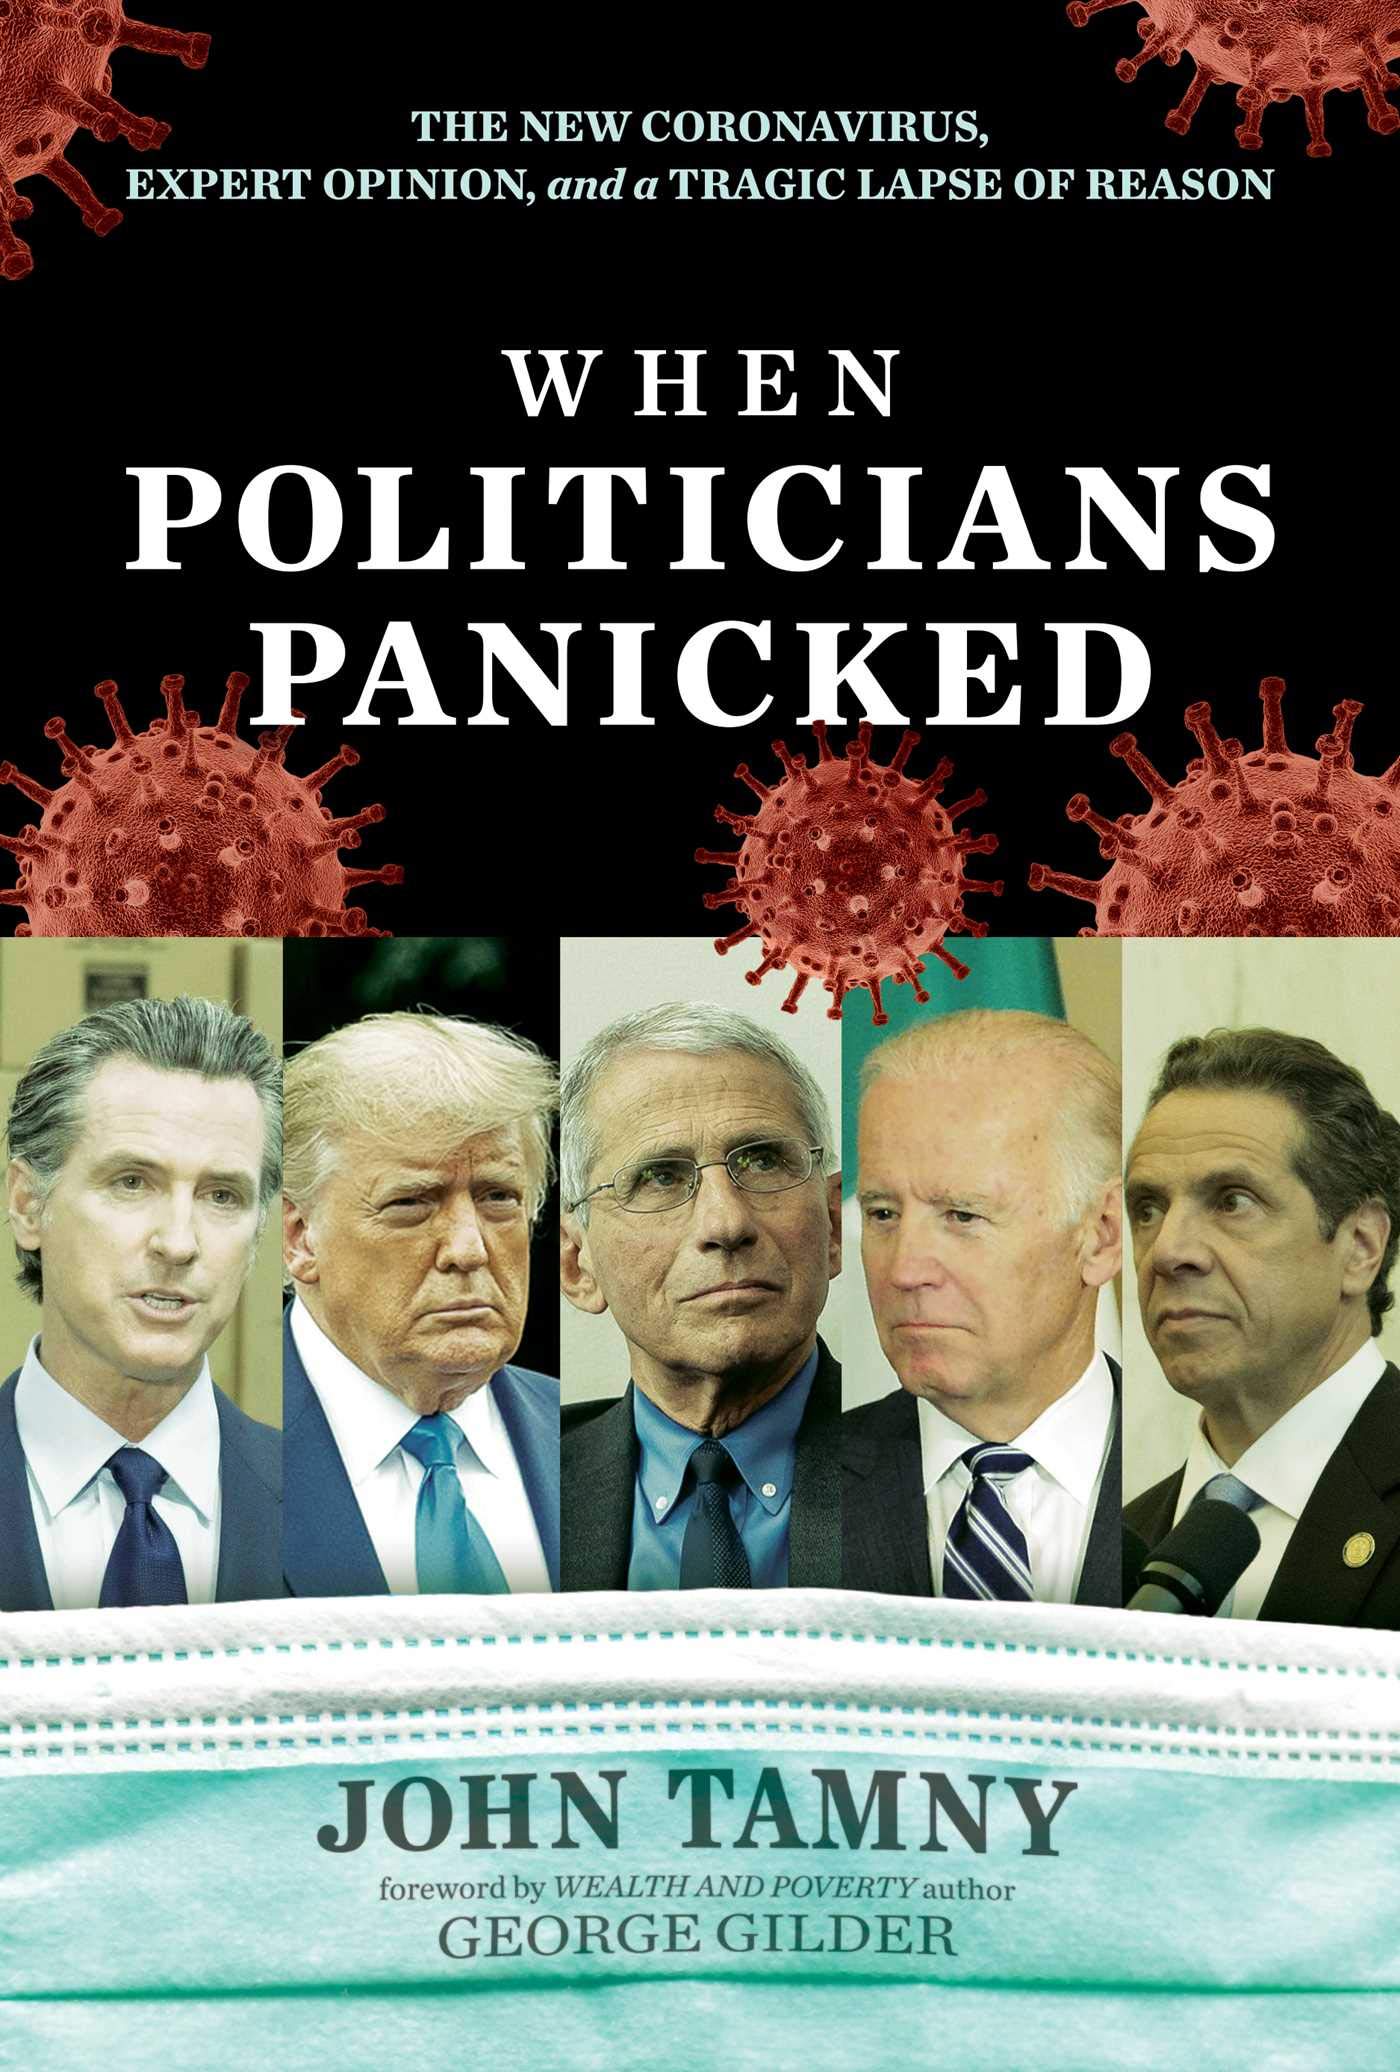 THE NEW CORONAVIRUS,
EXPERT OPINION, and a TRAGIC LAPSE OF REASON
WHEN
POLITICIANS
PANICKED
JOHN TAMNY
foreword by WEALTH AND POVERTY author
GEORGE GILDER